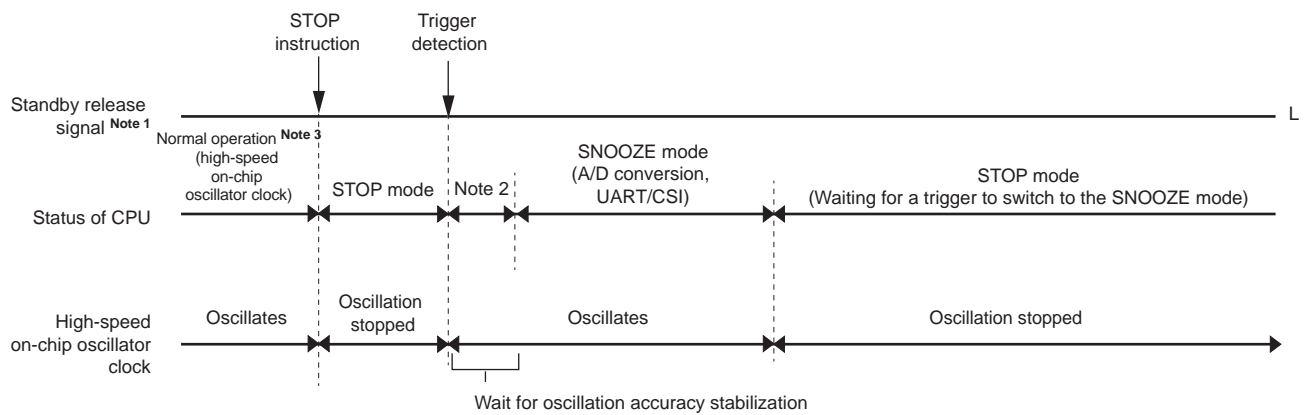 STOP
instruction
Trigger
detection
Standby release
signal Note 1
L
Normal operation Note 3
(high-speed
on-chip
oscillator clock)
STOP mode
Note 2
SNOOZE mode
(A/D conversion,
UART/CSI)
STOP mode
(Waiting for a trigger to switch to the SNOOZE mode)
Status of CPU
High-speed
on-chip oscillator
clock
Oscillates
Oscillation
stopped
Oscillates
Oscillation stopped
Wait for oscillation accuracy stabilization